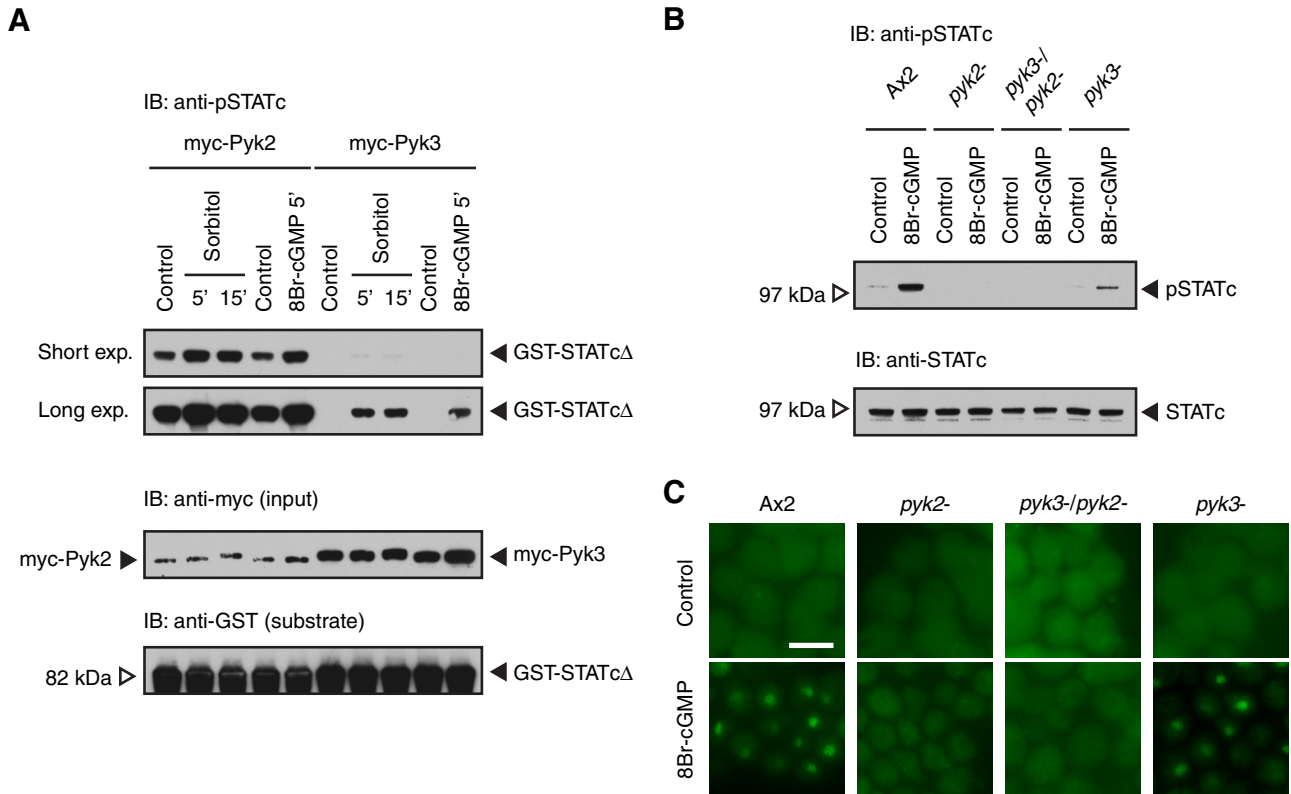 A
IB: anti-pSTATc
myc-Pyk2
myc-Pyk3
Control
Sorbitol
5’
15’
Control
8Br-cGMP 5’
Control
Sorbitol
5’
15’
Control
8Br-cGMP 5’
Short exp.
GST-STATcΔ
Long exp.
GST-STATcΔ
IB: anti-myc (input)
myc-Pyk2
myc-Pyk3
IB: anti-GST (substrate)
82 kDa
GST-STATcΔ
B
IB: anti-pSTATc
Ax2
pyk2-
pyk3-/
pyk2-
pyk3-
Control
8Br-cGMP
Control
8Br-cGMP
Control
8Br-cGMP
Control
8Br-cGMP
97 kDa
pSTATc
IB: anti-STATc
97 kDa
STATc
C
Ax2
pyk2-
pyk3-/pyk2-
pyk3-
Control
8Br-cGMP